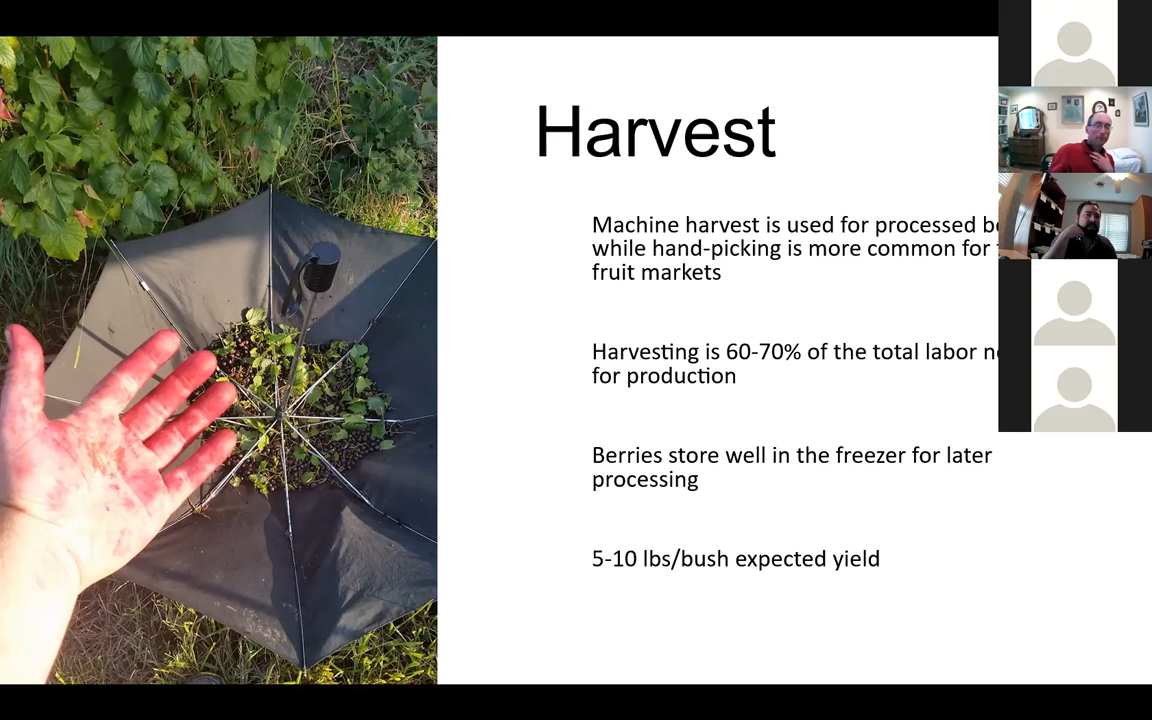 Harvest
Machine harvest is used for processed
while hand-picking is more common for
fruit markets
Harvesting is 60-70% of the total labor
for production
Berries store well in the freezer for later
processing
5-10 lbs/bush expected yield